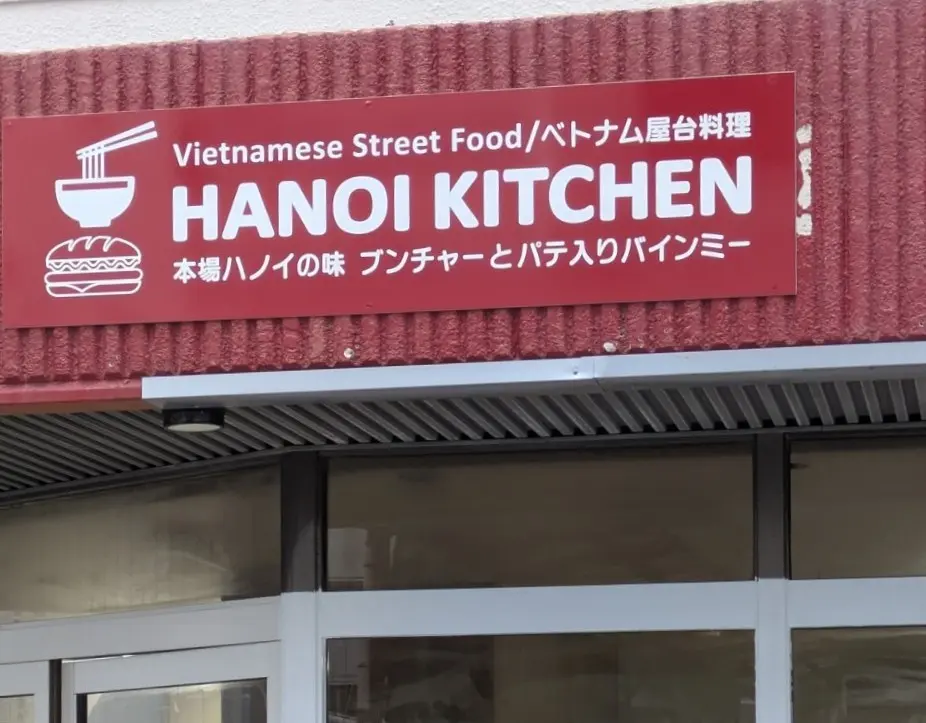 Vietnamese Street Food/ベトナム屋台料理
HANOI KITCHEN
本場ハノイの味 ブンチャーとパテ入りバインミー